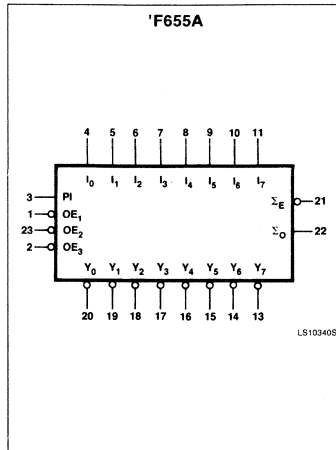 'F655A
4 5 6 7 8 9 10 11
I0 I1 I2 I3 I4 I5 I6 I7
3 PI
1 OE1
23 OE2
2 OE3
ΣE 21
ΣO 22
Y0 Y1 Y2 Y3 Y4 Y5 Y6 Y7
20 19 18 17 16 15 14 13
LS10340S